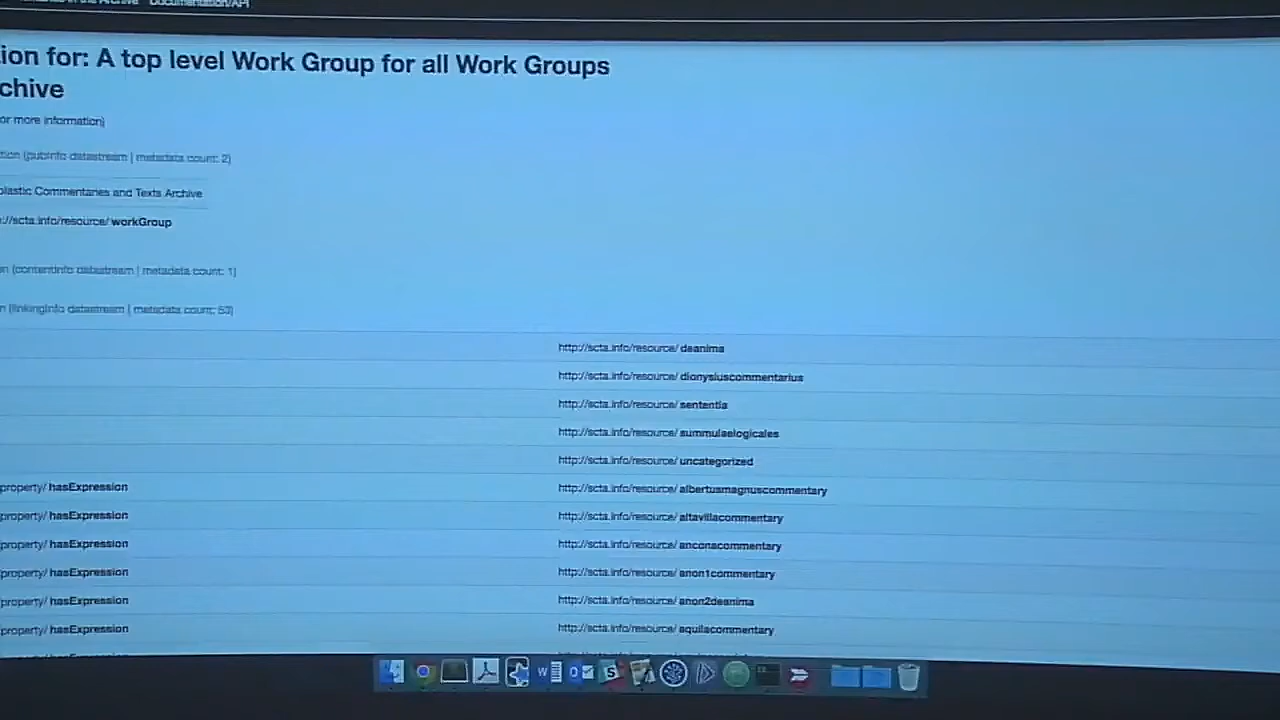 Documentation/API
ion for: A top level Work Group for all Work Groups
chive
or more information)
tion (pubInfo datastream | metadata count: 2)
olastic Commentaries and Texts Archive
://scta.info/resource/ workGroup
on (contentInfo datastream | metadata count: 1)
n (linkingInfo datastream | metadata count: 53)
http://scta.info/resource/ deanima
http://scta.info/resource/ dionysiuscommentarius
http://scta.info/resource/ sententia
http://scta.info/resource/ summulaelogicales
http://scta.info/resource/ uncategorized
property/ hasExpression http://scta.info/resource/ albertusmagnuscommentary
property/ hasExpression http://scta.info/resource/ altavillacommentary
property/ hasExpression http://scta.info/resource/ anconacommentary
property/ hasExpression http://scta.info/resource/ anon1commentary
property/ hasExpression http://scta.info/resource/ anon2deanima
property/ hasExpression http://scta.info/resource/ aquilacommentary